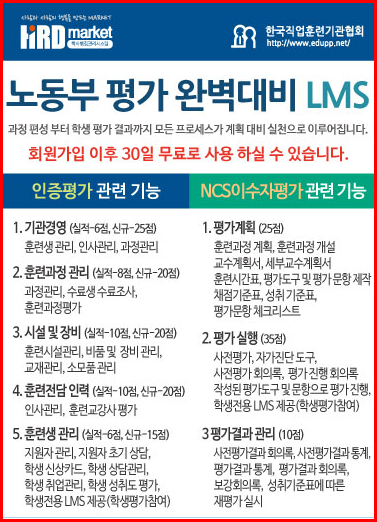 사람과 사람의 행복을 만드는 MARKET
HRD market
학사행정관리시스템
한국직업훈련기관협회
http://www.edupp.net/
노동부 평가 완벽대비 LMS
과정 편성 부터 학생 평가 결과까지 모든 프로세스가 계획 대비 실천으로 이루어집니다.
회원가입 이후 30일 무료로 사용 하실 수 있습니다.
인증평가 관련 기능
1. 기관경영 (실적-6점, 신규-25점)
훈련생 관리, 인사관리, 과정관리
2. 훈련과정 관리 (실적-8점, 신규-20점)
과정관리, 수료생 수료조사,
훈련과정평가
3. 시설 및 장비 (실적-10점, 신규-20점)
훈련시설관리, 비품 및 장비 관리,
교재관리, 소모품 관리
4. 훈련전담 인력 (실적-10점, 신규-20점)
인사관리, 훈련교강사 평가
5. 훈련생 관리 (실적-6점, 신규-15점)
지원자 관리, 지원자 초기 상담,
학생 신상카드, 학생 상담관리,
학생 취업관리, 학생 성취도 평가,
학생전용 LMS 제공(학생평가참여)
NCS이수자평가 관련 기능
1. 평가계획 (25점)
훈련과정 계획, 훈련과정 개설
교수계획서, 세부교수계획서
훈련시간표, 평가도구 및 평가 문항 제작
채점기준표, 성취 기준표,
평가문항 체크리스트
2. 평가 실행 (35점)
사전평가, 자가진단 도구,
사전평가 회의록, 평가 진행 회의록
작성된 평가도구 및 문항으로 평가 진행,
학생전용 LMS 제공(학생평가참여)
3 평가결과 관리 (10점)
사전평가결과 회의록, 사전평가결과 통계,
평가결과 통계, 평가결과 회의록,
보강회의록, 성취기준표에 따른
재평가 실시